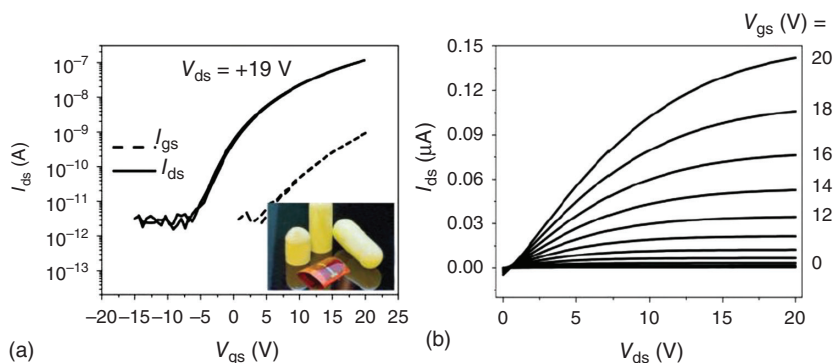 10⁻⁷
10⁻⁸
10⁻⁹
10⁻¹⁰
10⁻¹¹
10⁻¹²
10⁻¹³
I_ds (A)
V_ds = +19 V
I_gs
I_ds
−20 −15 −10 −5 0 5 10 15 20 25
V_gs (V)
(a)
0.15
0.12
0.09
0.06
0.03
0.00
I_ds (μA)
V_gs (V) =
20
18
16
14
12
0
0 5 10 15 20
V_ds (V)
(b)